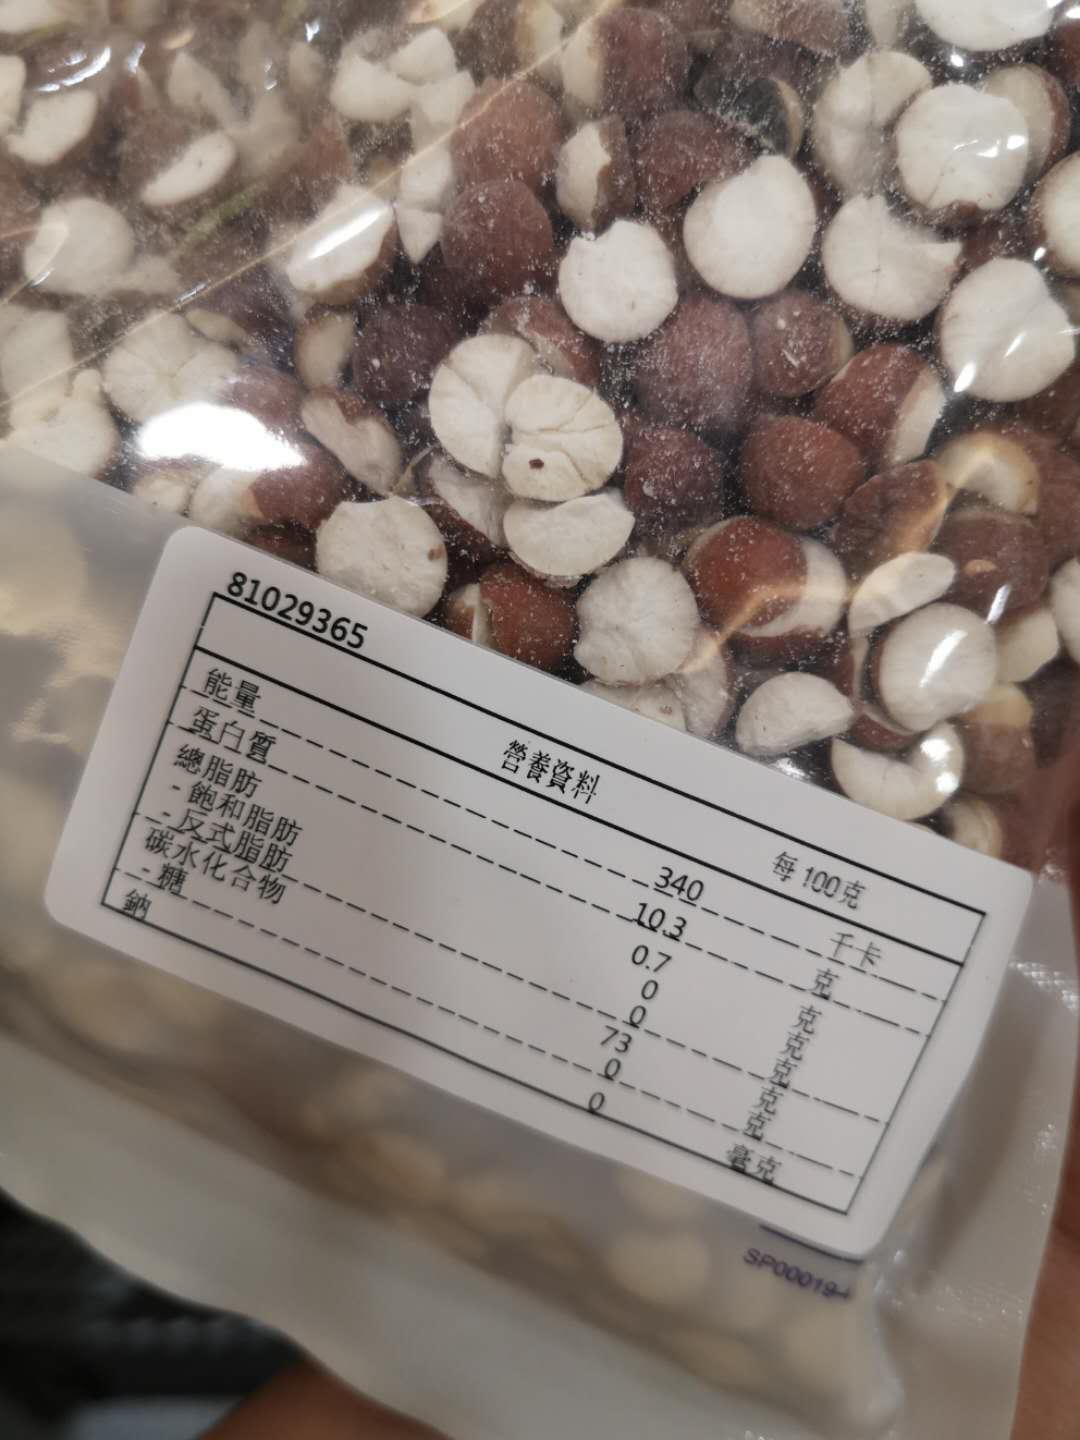 81029365
營養資料
每 100克
能量 340 千卡
蛋白質 10.3 克
總脂肪 0.7 克
- 飽和脂肪 0 克
- 反式脂肪 0 克
碳水化合物 73 克
- 糖 0 克
鈉 0 毫克